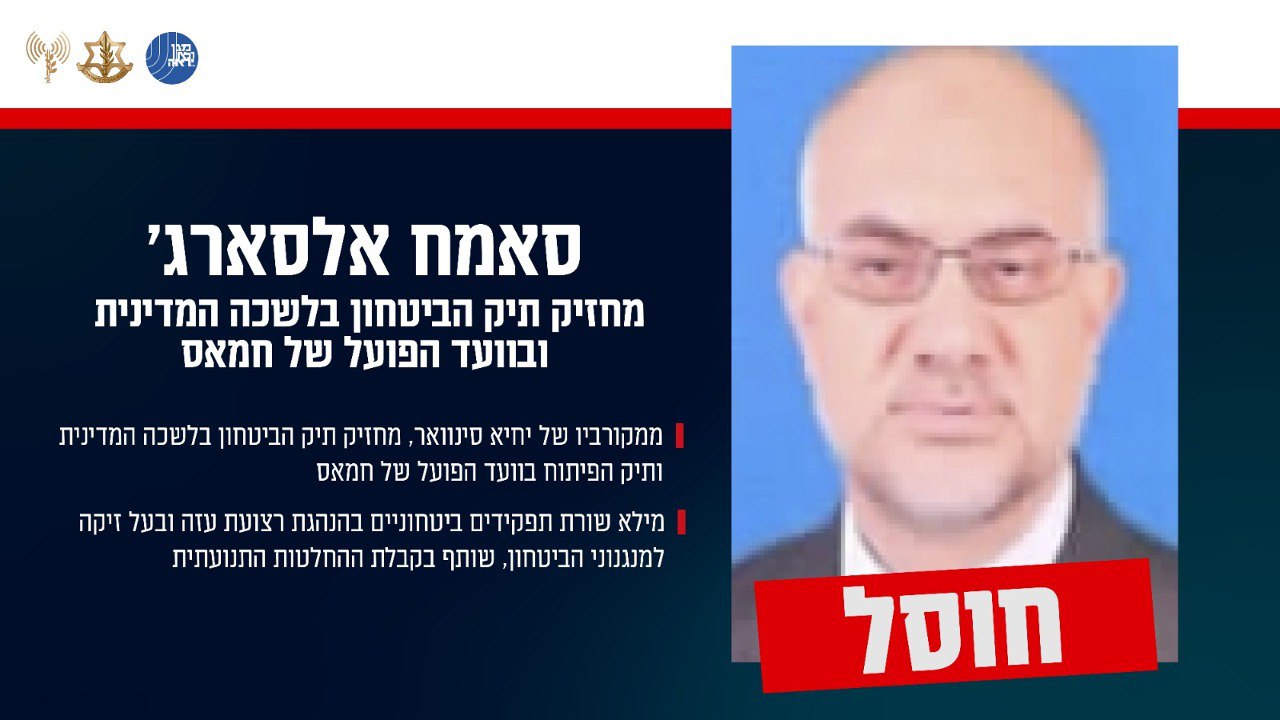 סאמח אלסארג'
מחזיק תיק הביטחון בלשכה המדינית
ובוועד הפועל של חמאס
ממקורביו של יחיא סינוואר, מחזיק תיק הביטחון בלשכה המדינית
ותיק הפיתוח בוועד הפועל של חמאס
מילא שורת תפקידים ביטחוניים בהנהגת רצועת עזה ובעל זיקה
למנגנוני הביטחון, שותף בקבלת ההחלטות התנועתית
חוסל